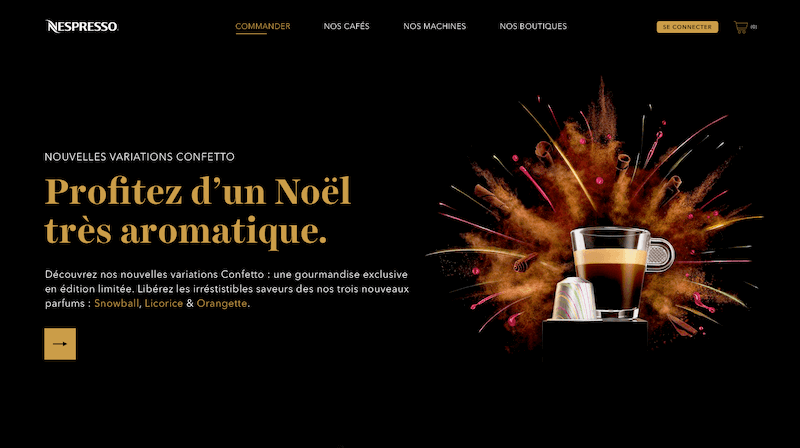 NESPRESSO
COMMANDER
NOS CAFÉS
NOS MACHINES
NOS BOUTIQUES
SE CONNECTER
(0)
NOUVELLES VARIATIONS CONFETTO
Profitez d’un Noël
très aromatique.
Découvrez nos nouvelles variations Confetto : une gourmandise exclusive
en édition limitée. Libérez les irréstistibles saveurs des nos trois nouveaux
parfums : Snowball, Licorice & Orangette.